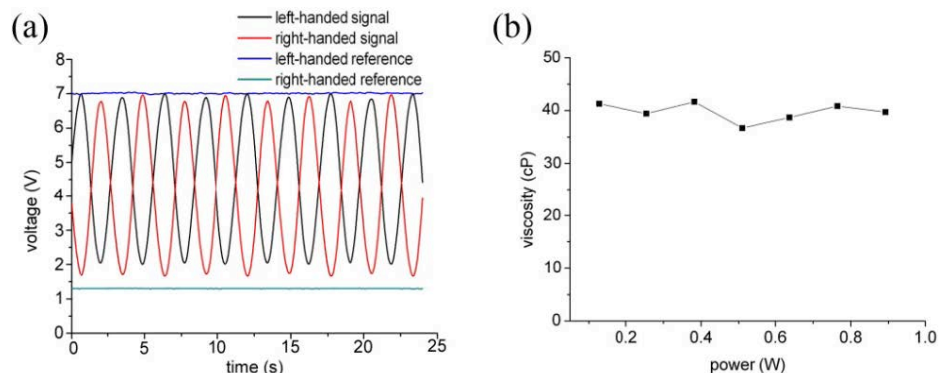 (a)
left-handed signal
right-handed signal
left-handed reference
right-handed reference
8
7
6
5
4
3
2
1
0
voltage (V)
0 5 10 15 20 25
time (s)
(b)
50
40
30
20
10
0
viscosity (cP)
0.2 0.4 0.6 0.8 1.0
power (W)